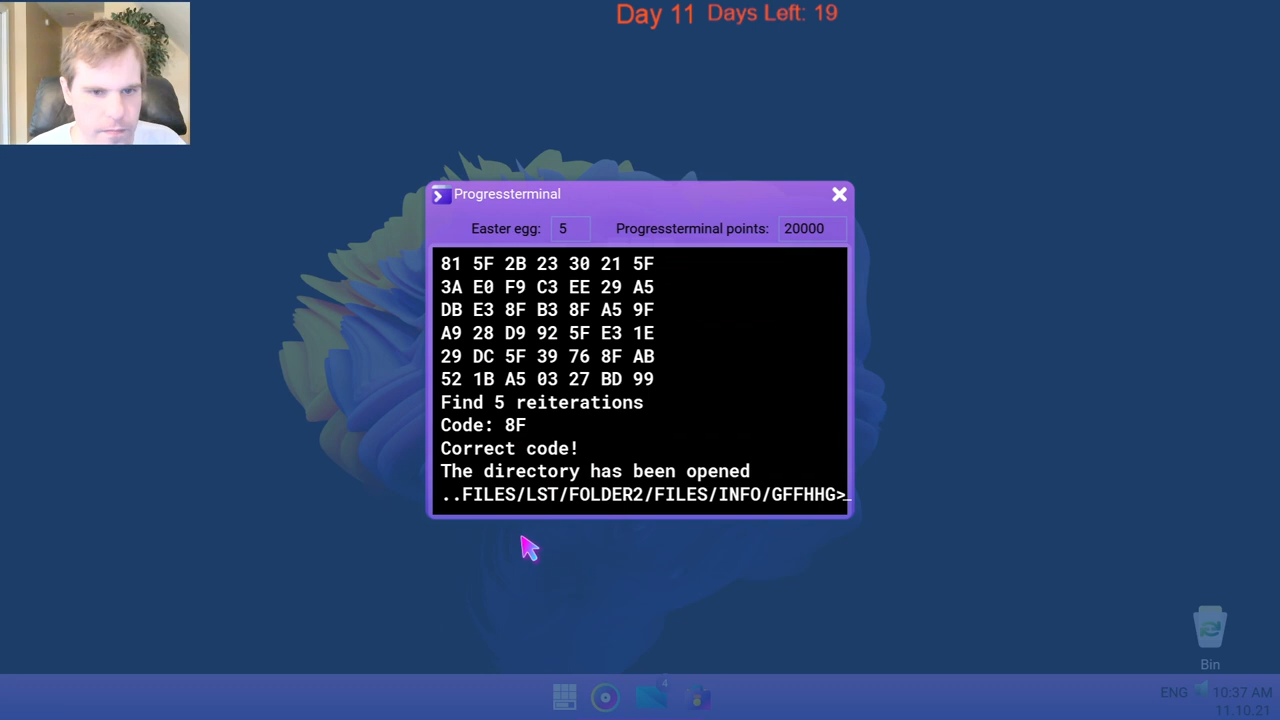 Day 11 Days Left: 19
Progressterminal
Easter egg: 5 Progressterminal points: 20000
81 5F 2B 23 30 21 5F
3A E0 F9 C3 EE 29 A5
DB E3 8F B3 8F A5 9F
A9 28 D9 92 5F E3 1E
29 DC 5F 39 76 8F AB
52 1B A5 03 27 BD 99
Find 5 reiterations
Code: 8F
Correct code!
The directory has been opened
..FILES/LST/FOLDER2/FILES/INFO/GFFHHG>_
Bin
4
ENG 10:37 AM
11.10.21